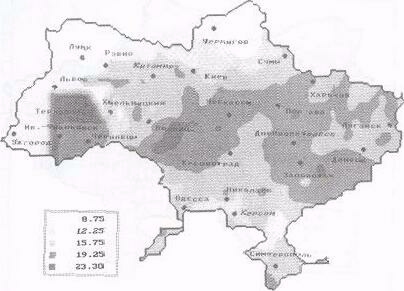 Чернигов
Луцк
Ровно
Сумы
Житомир
Киев
Львов
Харьков
Хмельницкий
Черкассы
Полтава
Луганск
Ив.-Франковск
Ужгород
Черновцы
Днепропетровск
Донецк
Кировоград
Запорожье
Николаев
Одесса
Херсон
Симферополь
8.75
12.25
15.75
19.25
23.30